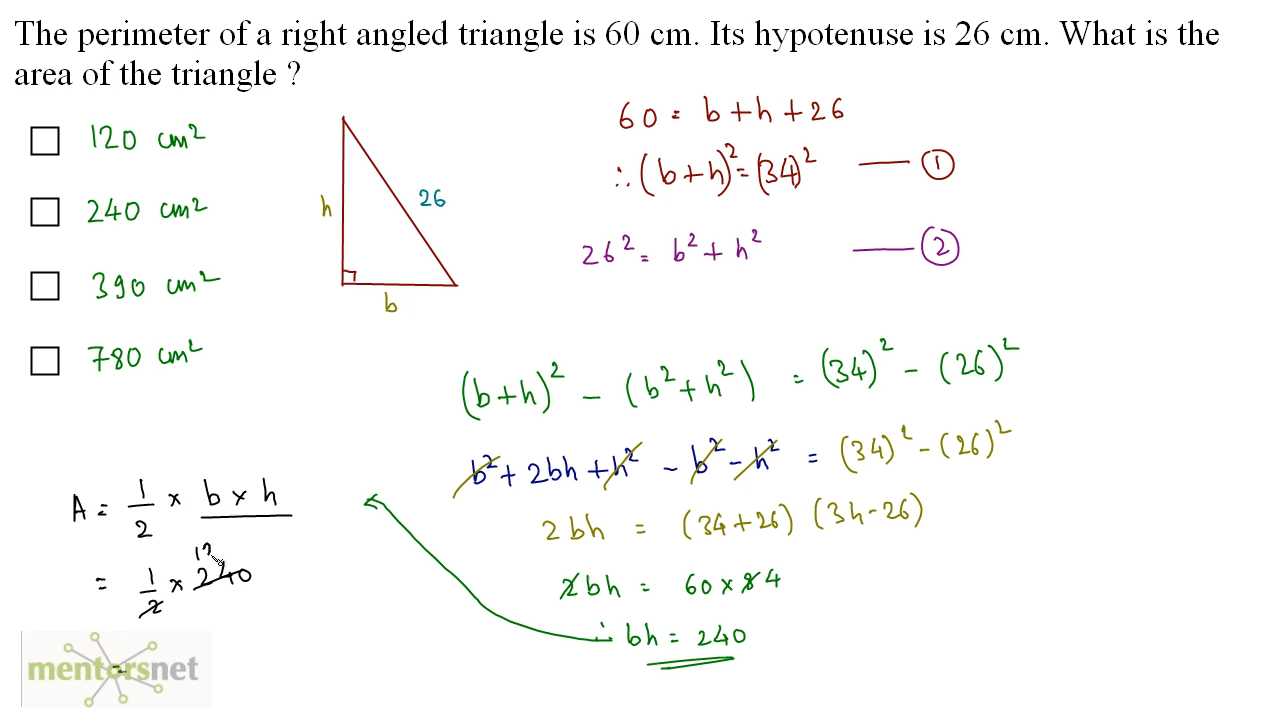 The perimeter of a right angled triangle is 60 cm. Its hypotenuse is 26 cm. What is the
area of the triangle ?
120 cm²
240 cm²
390 cm²
780 cm²
h
26
b
60 = b + h + 26
∴ (b + h)² = (34)² — ①
26² = b² + h² — ②
(b + h)² - (b² + h²) = (34)² - (26)²
b² + 2bh + h² - b² - h² = (34)² - (26)²
2bh = (34 + 26) (34 - 26)
2bh = 60 × 8 4
∴ bh = 240
A = 1/2 × b × h
12
= 1/2 × 240
mentorsnet